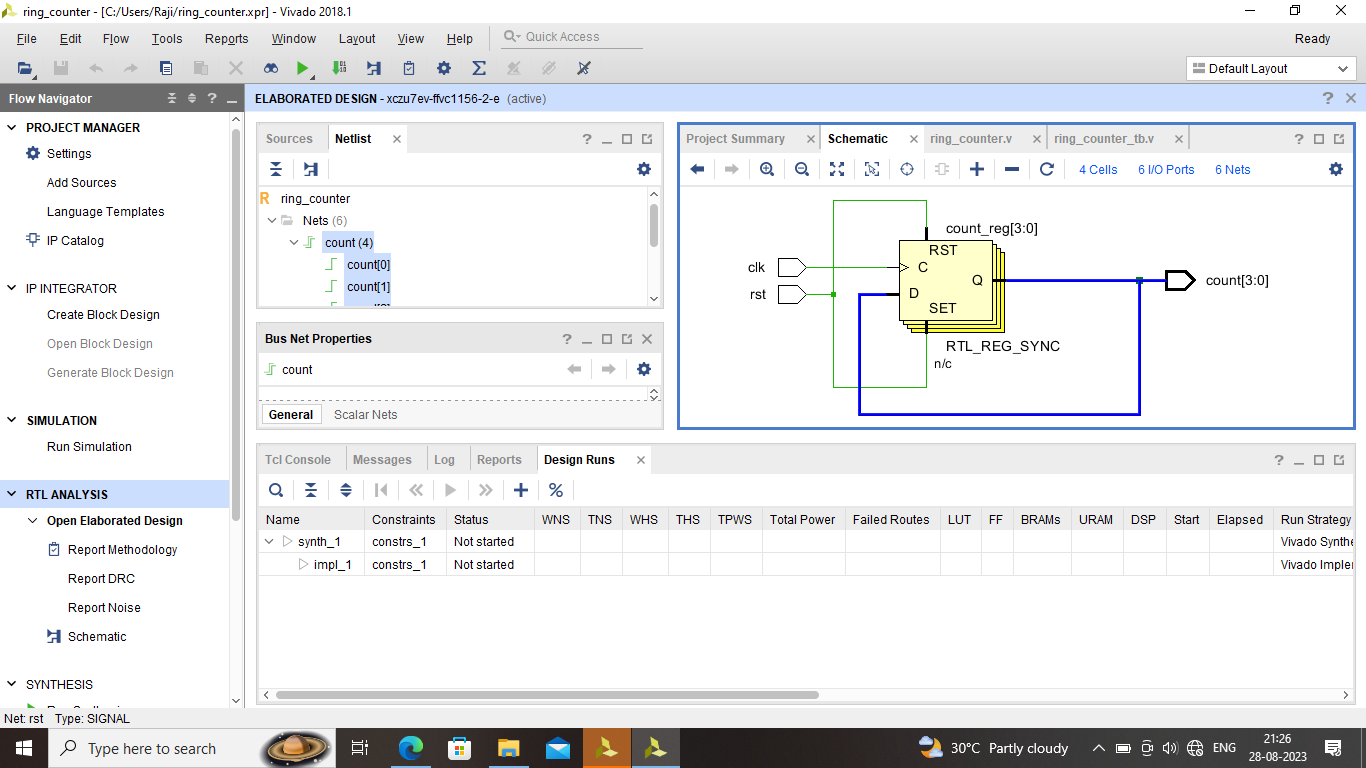 ring_counter - [C:/Users/Raji/ring_counter.xpr] - Vivado 2018.1
File Edit Flow Tools Reports Window Layout View Help Quick Access Ready
Default Layout
Flow Navigator
PROJECT MANAGER
Settings
Add Sources
Language Templates
IP Catalog
IP INTEGRATOR
Create Block Design
Open Block Design
Generate Block Design
SIMULATION
Run Simulation
RTL ANALYSIS
Open Elaborated Design
Report Methodology
Report DRC
Report Noise
Schematic
SYNTHESIS
ELABORATED DESIGN - xczu7ev-ffvc1156-2-e (active)
Sources Netlist
ring_counter
Nets (6)
count (4)
count[0]
count[1]
Bus Net Properties
count
General Scalar Nets
Project Summary Schematic ring_counter.v ring_counter_tb.v
4 Cells 6 I/O Ports 6 Nets
count_reg[3:0]
RST
clk C
Q count[3:0]
rst D
SET
RTL_REG_SYNC
n/c
Tcl Console Messages Log Reports Design Runs
Name Constraints Status WNS TNS WHS THS TPWS Total Power Failed Routes LUT FF BRAMs URAM DSP Start Elapsed Run Strategy
synth_1 constrs_1 Not started Vivado Synthe
impl_1 constrs_1 Not started Vivado Impler
Net: rst Type: SIGNAL
Type here to search
30°C Partly cloudy
ENG
21:26
28-08-2023